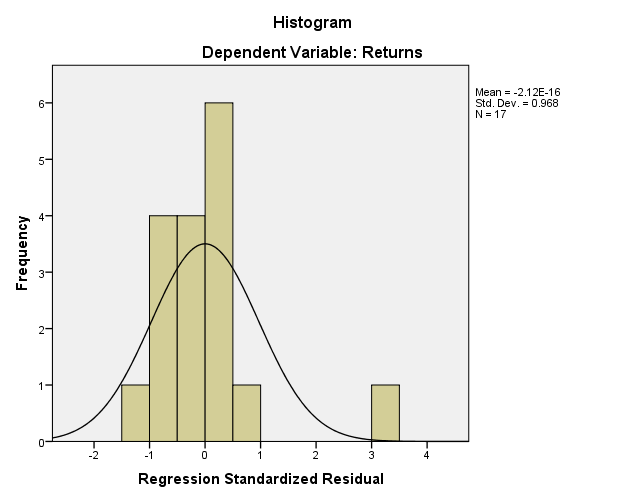 Histogram
Dependent Variable: Returns
Mean = -2.12E-16
Std. Dev. = 0.968
N = 17
Frequency
6
5
4
3
2
1
0
-2 -1 0 1 2 3 4
Regression Standardized Residual